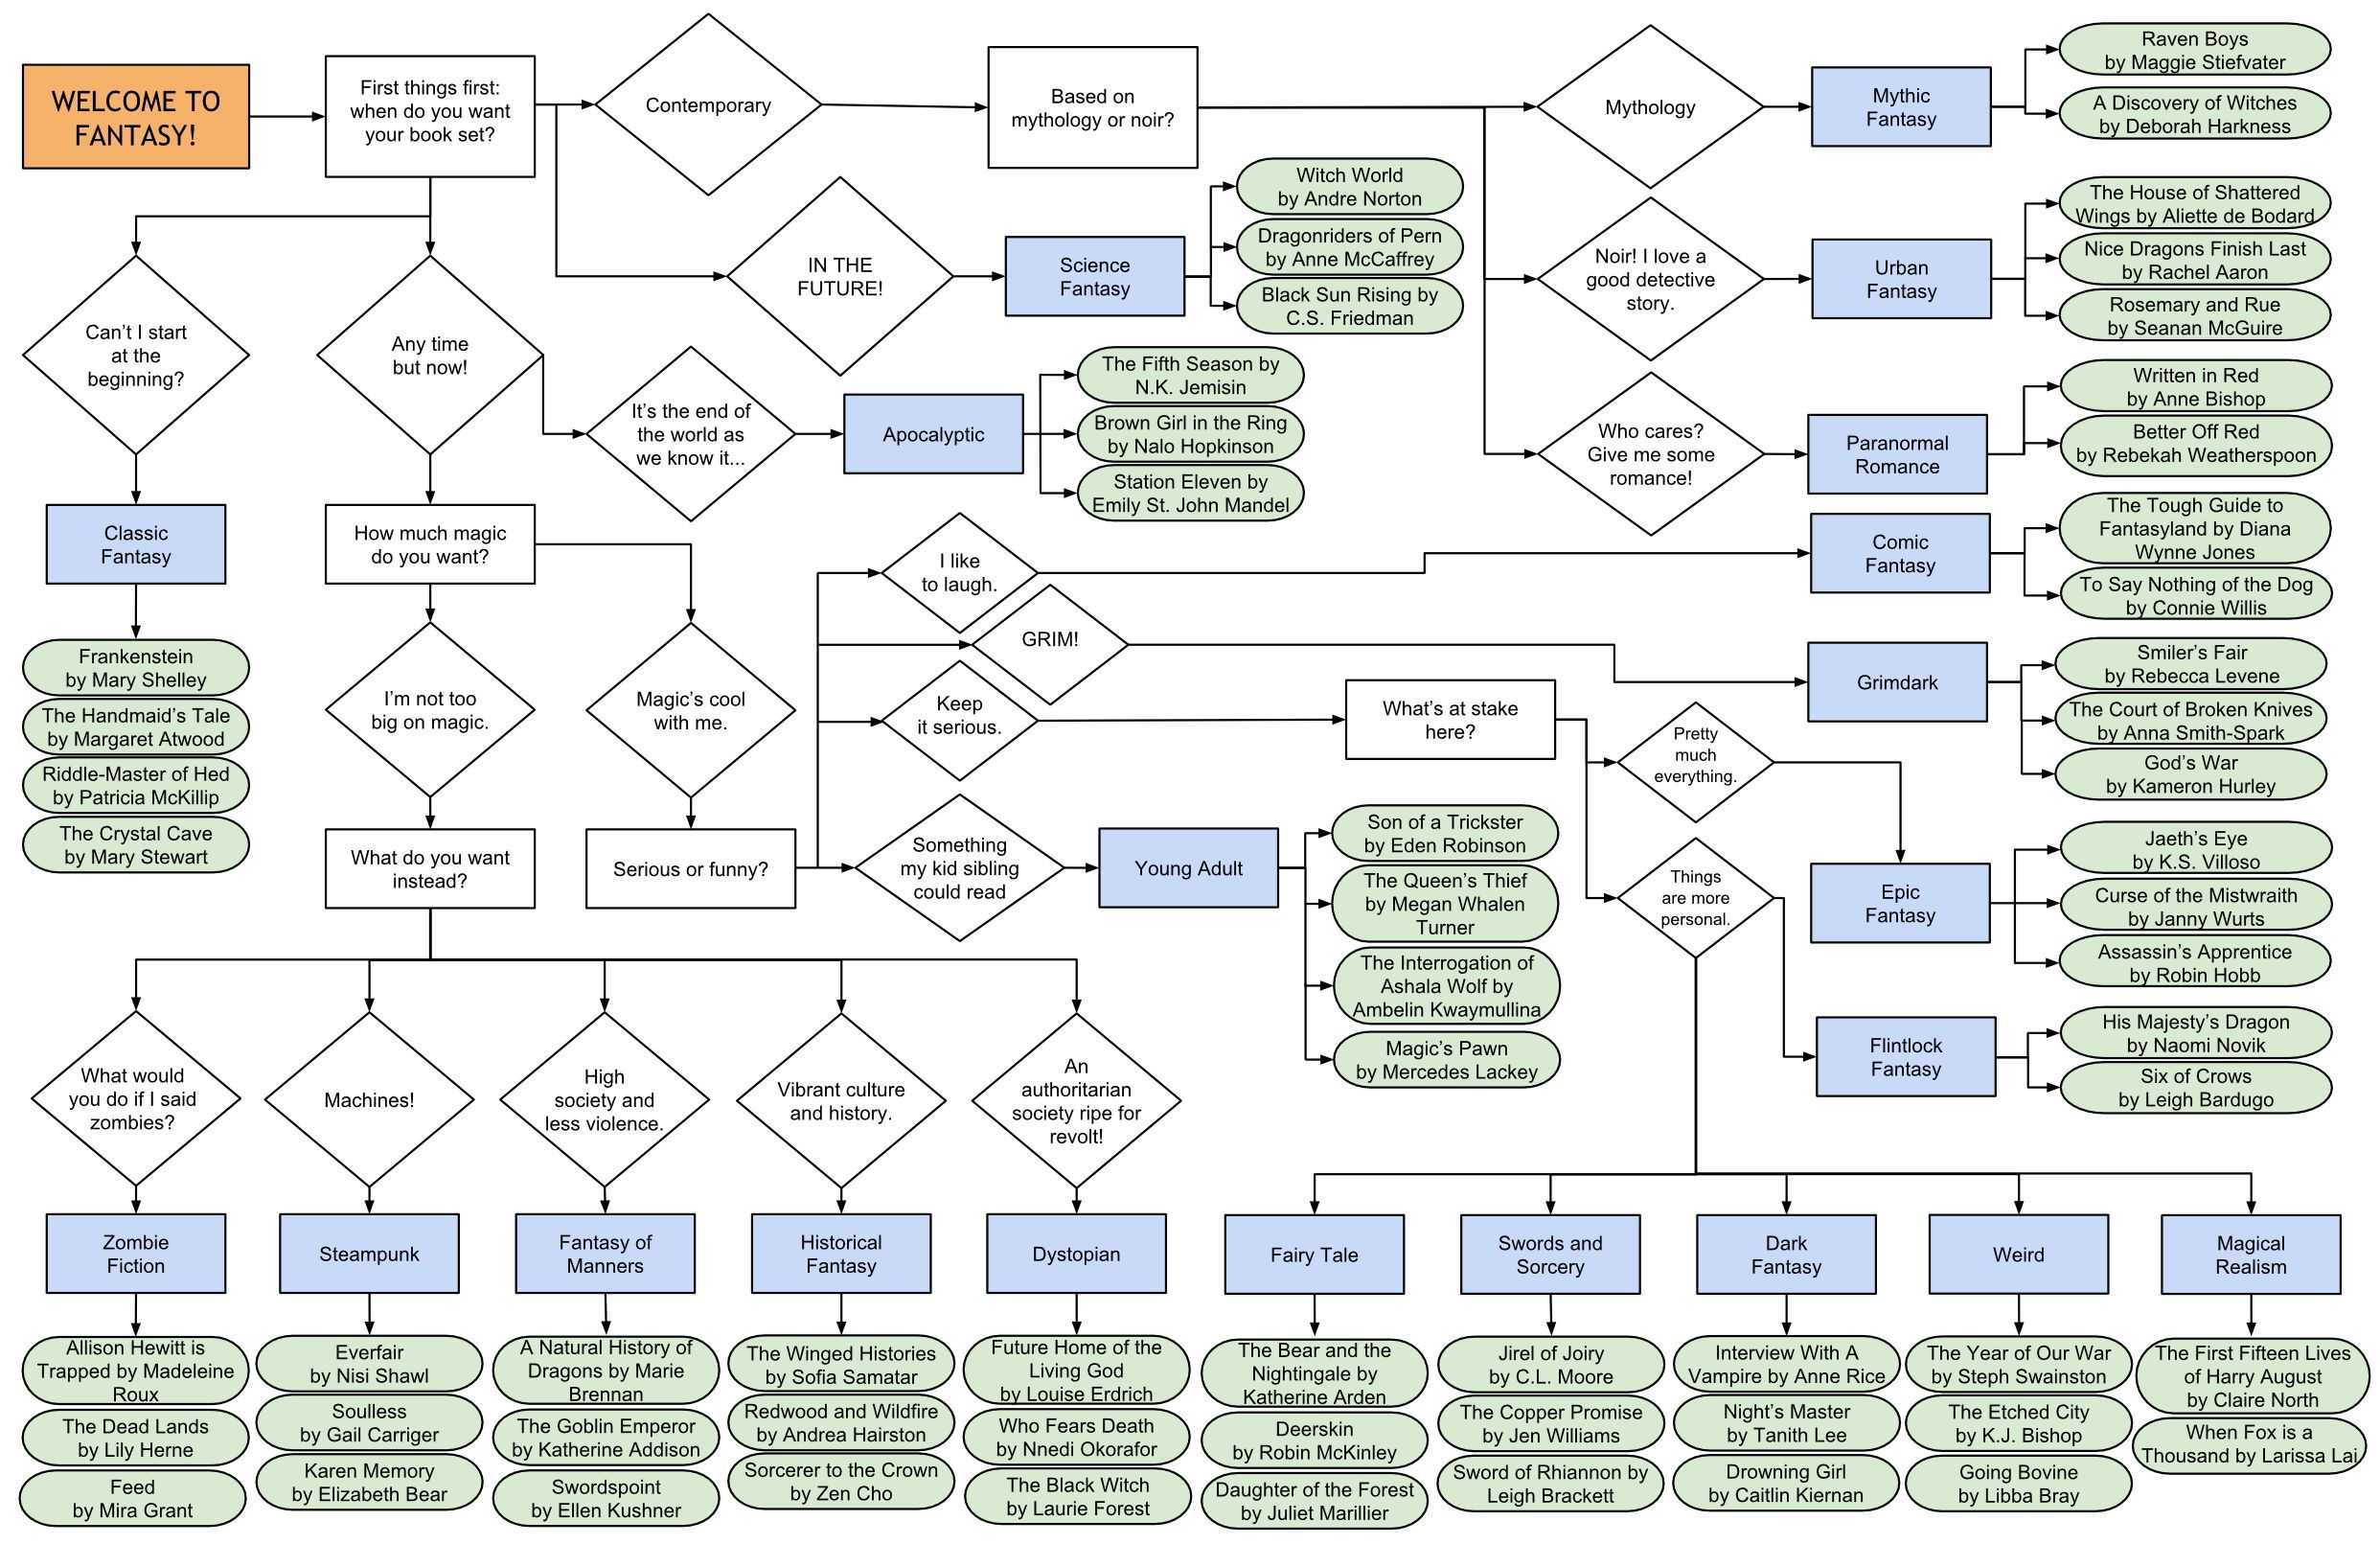 WELCOME TO
FANTASY!
First things first:
when do you want
your book set?
Contemporary
Based on
mythology or noir?
Mythology
Mythic
Fantasy
Raven Boys
by Maggie Stiefvater
A Discovery of Witches
by Deborah Harkness
IN THE
FUTURE!
Science
Fantasy
Witch World
by Andre Norton
Dragonriders of Pern
by Anne McCaffrey
Black Sun Rising by
C.S. Friedman
Noir! I love a
good detective
story.
Urban
Fantasy
The House of Shattered
Wings by Aliette de Bodard
Nice Dragons Finish Last
by Rachel Aaron
Rosemary and Rue
by Seanan McGuire
Can't I start
at the
beginning?
Any time
but now!
It's the end of
the world as
we know it...
Apocalyptic
The Fifth Season by
N.K. Jemisin
Brown Girl in the Ring
by Nalo Hopkinson
Station Eleven by
Emily St. John Mandel
Who cares?
Give me some
romance!
Paranormal
Romance
Written in Red
by Anne Bishop
Better Off Red
by Rebekah Weatherspoon
Classic
Fantasy
How much magic
do you want?
I like
to laugh.
Comic
Fantasy
The Tough Guide to
Fantasyland by Diana
Wynne Jones
To Say Nothing of the Dog
by Connie Willis
Frankenstein
by Mary Shelley
The Handmaid's Tale
by Margaret Atwood
Riddle-Master of Hed
by Patricia McKillip
The Crystal Cave
by Mary Stewart
I'm not too
big on magic.
Magic's cool
with me.
GRIM!
Grimdark
Smiler's Fair
by Rebecca Levene
The Court of Broken Knives
by Anna Smith-Spark
God's War
by Kameron Hurley
Keep
it serious.
What's at stake
here?
Pretty
much
everything.
What do you want
instead?
Serious or funny?
Something
my kid sibling
could read
Young Adult
Son of a Trickster
by Eden Robinson
The Queen's Thief
by Megan Whalen
Turner
The Interrogation of
Ashala Wolf by
Ambelin Kwaymullina
Magic's Pawn
by Mercedes Lackey
Things
are more
personal.
Epic
Fantasy
Jaeth's Eye
by K.S. Villoso
Curse of the Mistwraith
by Janny Wurts
Assassin's Apprentice
by Robin Hobb
Flintlock
Fantasy
His Majesty's Dragon
by Naomi Novik
Six of Crows
by Leigh Bardugo
What would
you do if I said
zombies?
Machines!
High
society and
less violence.
Vibrant culture
and history.
An
authoritarian
society ripe for
revolt!
Zombie
Fiction
Steampunk
Fantasy of
Manners
Historical
Fantasy
Dystopian
Fairy Tale
Swords and
Sorcery
Dark
Fantasy
Weird
Magical
Realism
Allison Hewitt is
Trapped by Madeleine
Roux
The Dead Lands
by Lily Herne
Feed
by Mira Grant
Everfair
by Nisi Shawl
Soulless
by Gail Carriger
Karen Memory
by Elizabeth Bear
A Natural History of
Dragons by Marie
Brennan
The Goblin Emperor
by Katherine Addison
Swordspoint
by Ellen Kushner
The Winged Histories
by Sofia Samatar
Redwood and Wildfire
by Andrea Hairston
Sorcerer to the Crown
by Zen Cho
Future Home of the
Living God
by Louise Erdrich
Who Fears Death
by Nnedi Okorafor
The Black Witch
by Laurie Forest
The Bear and the
Nightingale by
Katherine Arden
Deerskin
by Robin McKinley
Daughter of the Forest
by Juliet Marillier
Jirel of Joiry
by C.L. Moore
The Copper Promise
by Jen Williams
Sword of Rhiannon by
Leigh Brackett
Interview With A
Vampire by Anne Rice
Night's Master
by Tanith Lee
Drowning Girl
by Caitlin Kiernan
The Year of Our War
by Steph Swainston
The Etched City
by K.J. Bishop
Going Bovine
by Libba Bray
The First Fifteen Lives
of Harry August
by Claire North
When Fox is a
Thousand by Larissa Lai